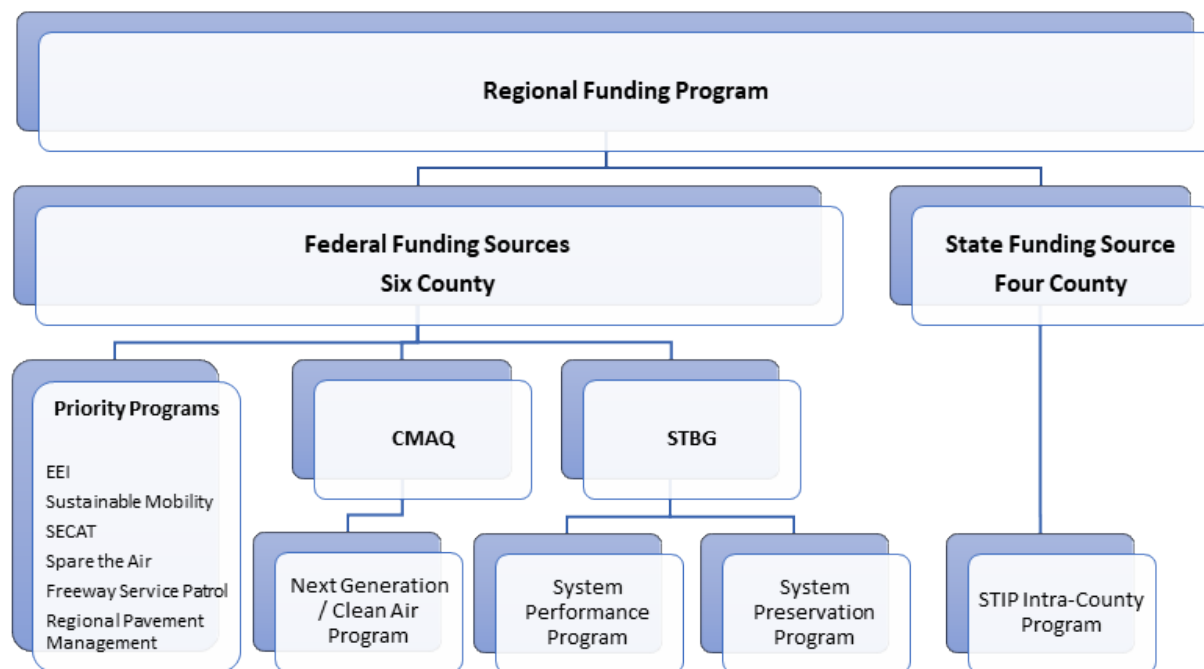 Regional Funding Program
Federal Funding Sources
Six County
State Funding Source
Four County
Priority Programs
EEI
Sustainable Mobility
SECAT
Spare the Air
Freeway Service Patrol
Regional Pavement
Management
CMAQ
STBG
Next Generation
/ Clean Air
Program
System
Performance
Program
System
Preservation
Program
STIP Intra-County
Program